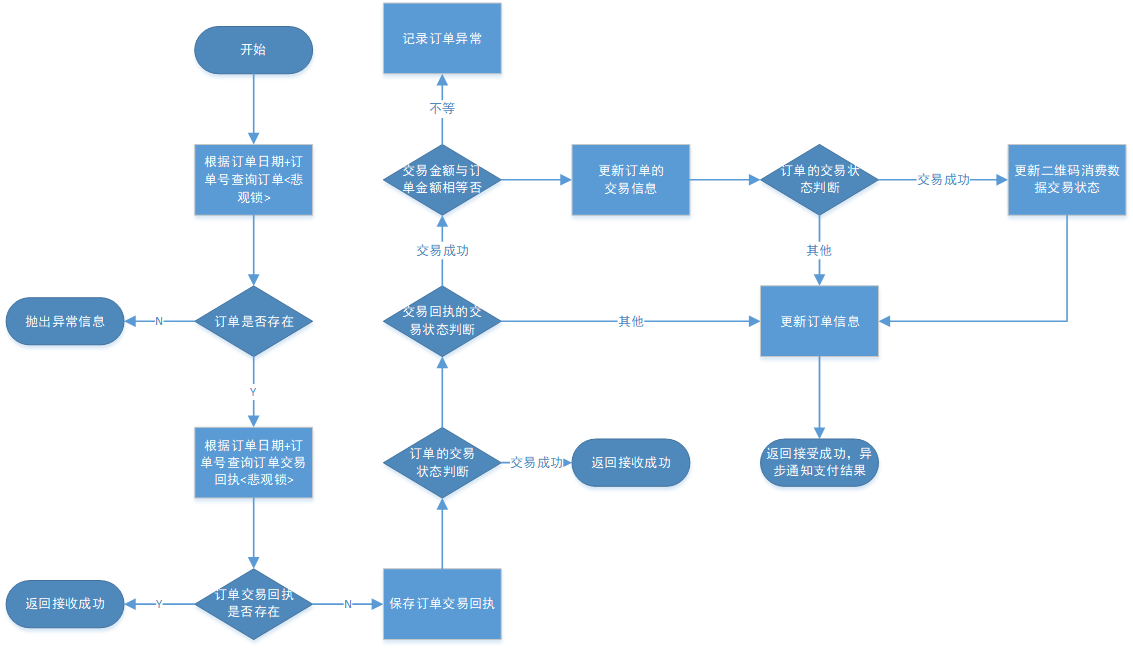 开始
根据订单日期+订
单号查询订单<悲
观锁>
订单是否存在
N
抛出异常信息
Y
根据订单日期+订
单号查询订单交易
回执<悲观锁>
订单交易回执
是否存在
Y
返回接收成功
N
保存订单交易回执
订单的交易
状态判断
交易成功
返回接收成功
交易回执的交
易状态判断
其他
交易成功
交易金额与订
单金额相等否
不等
记录订单异常
更新订单的
交易信息
订单的交易状
态判断
交易成功
更新二维码消费数
据交易状态
其他
更新订单信息
返回接受成功，异
步通知支付结果